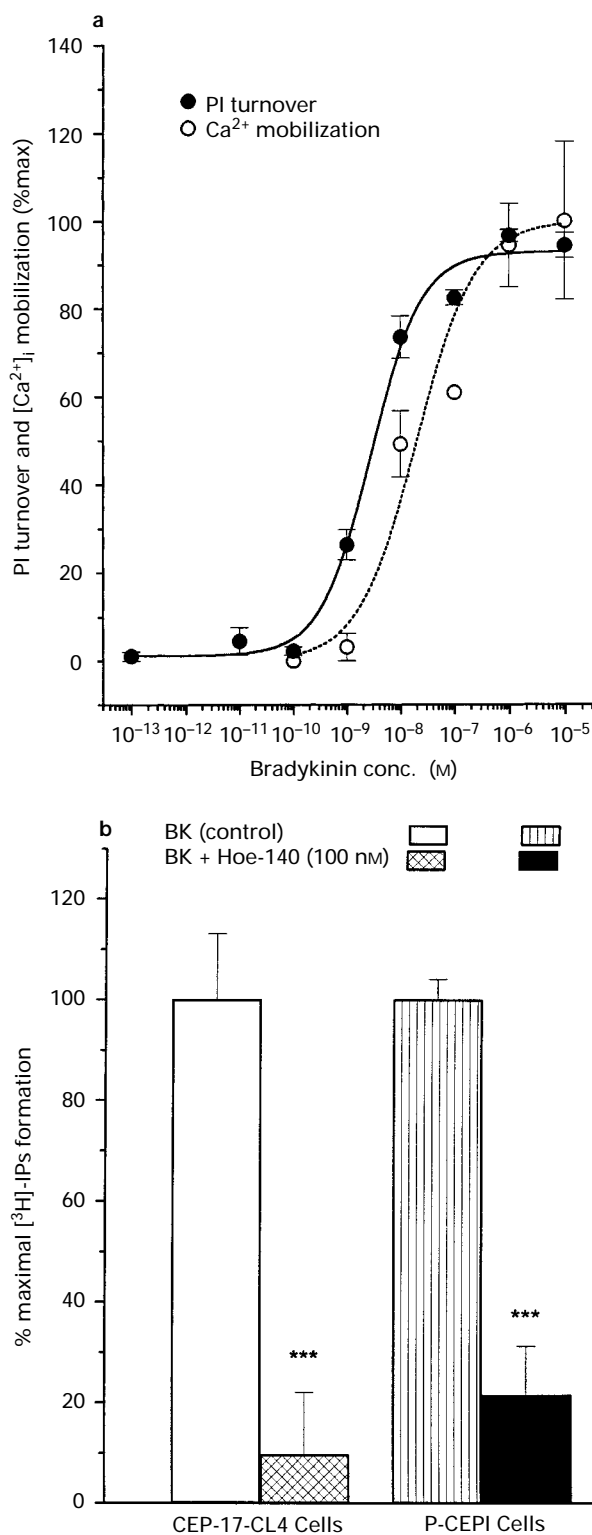 a
140
120
100
80
60
40
20
0
PI turnover and [Ca²⁺]ᵢ mobilization (%max)
PI turnover
Ca²⁺ mobilization
10⁻¹³ 10⁻¹² 10⁻¹¹ 10⁻¹⁰ 10⁻⁹ 10⁻⁸ 10⁻⁷ 10⁻⁶ 10⁻⁵
Bradykinin conc. (M)
b
BK (control)
BK + Hoe-140 (100 nM)
120
100
80
60
40
20
0
% maximal [³H]-IPs formation
***
***
CEP-17-CL4 Cells P-CEPI Cells